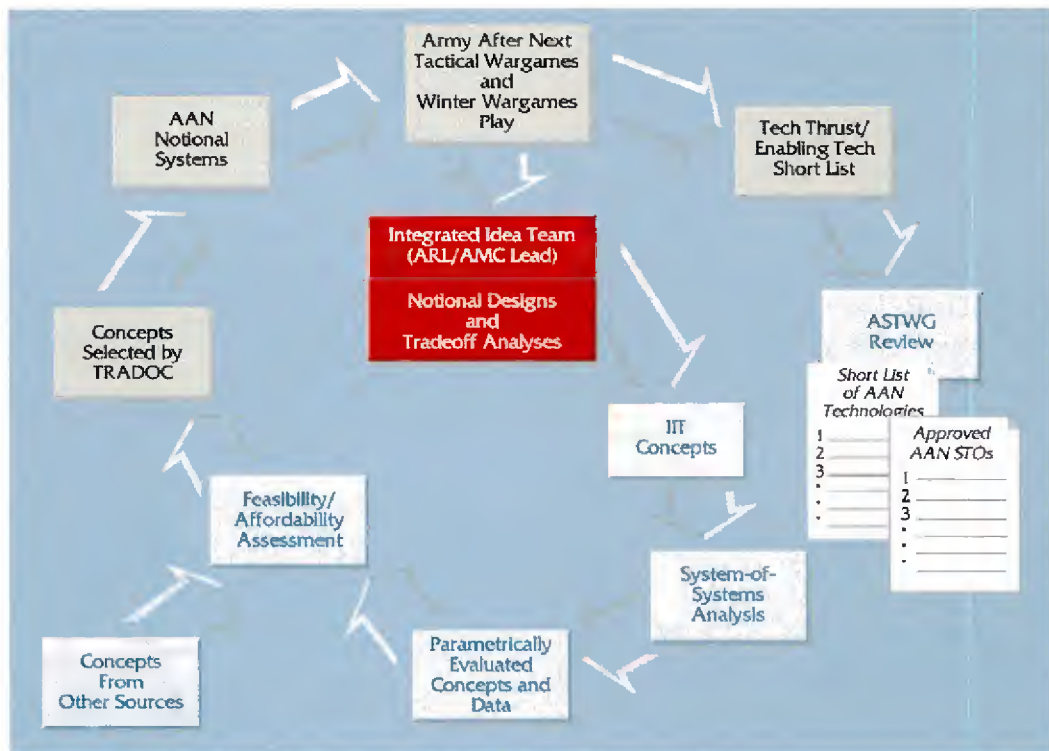 Army After Next
Tactical Wargames
and
Winter Wargames
Play
AAN
Notional
Systems
Tech Thrust/
Enabling Tech
Short List
Integrated Idea Team
(ARL/AMC Lead)
Notional Designs
and
Tradeoff Analyses
Concepts
Selected by
TRADOC
ASTWG
Review
Short List
of AAN
Technologies
1
2
3
.
.
.
Approved
AAN STOs
1
2
3
.
.
.
IIT
Concepts
Feasibility/
Affordability
Assessment
System-of-
Systems
Analysis
Parametrically
Evaluated
Concepts and
Data
Concepts
From
Other Sources